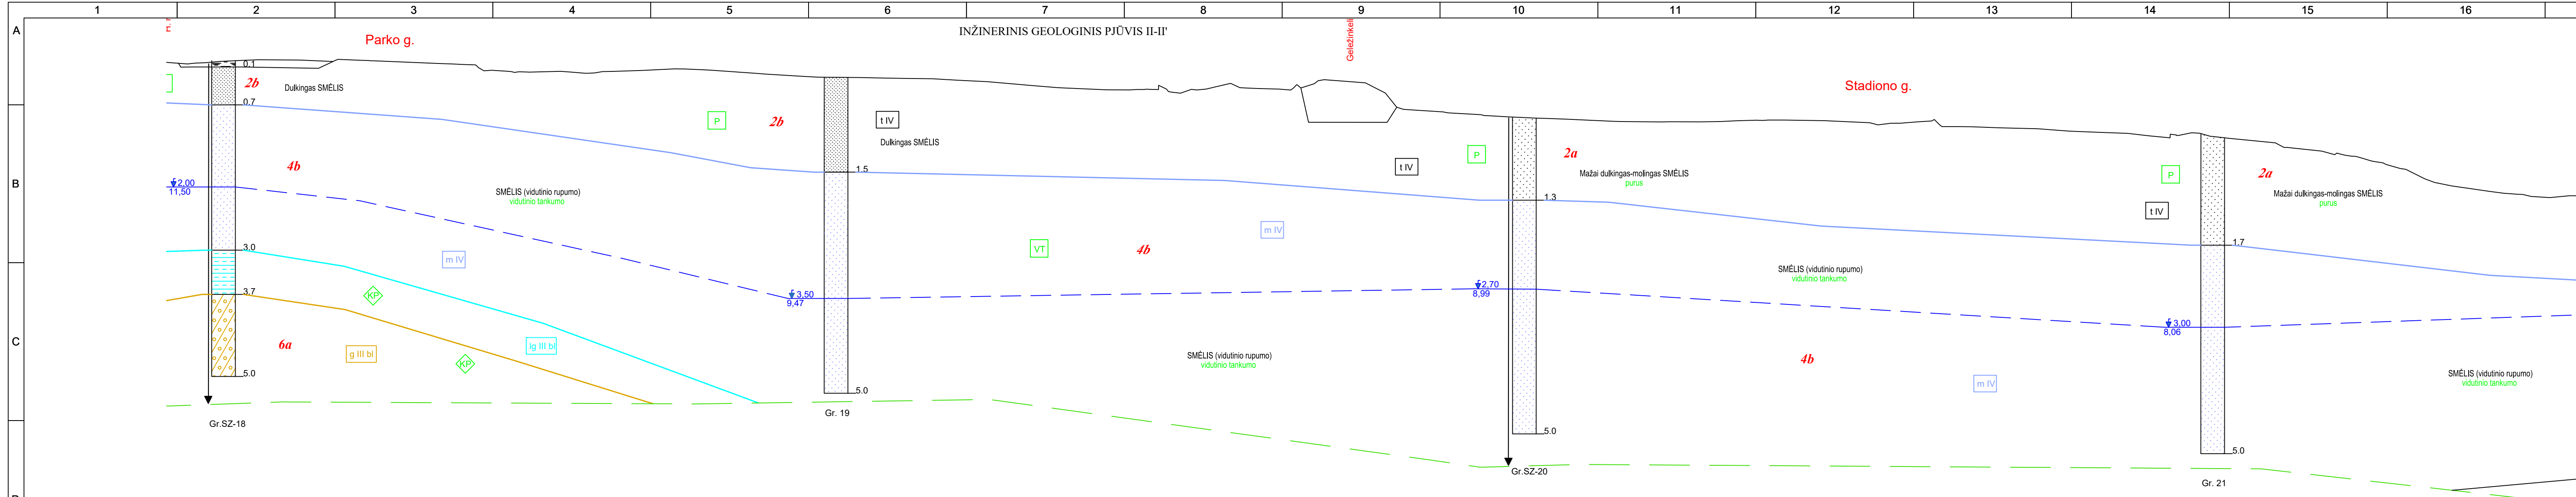 1 2 3 4 5 6 7 8 9 10 11 12 13 14 15 16
A
B
C
INŽINERINIS GEOLOGINIS PJŪVIS II-II'
Parko g.
Geležinkeli
Stadiono g.
0.1
2b
Dulkingas SMĖLIS
0.7
4b
2,00
11,50
SMĖLIS (vidutinio rupumo)
vidutinio tankumo
3.0
m IV
3.7
KP
6a
g III bl
lg III bl
KP
5.0
Gr.SZ-18
P
2b
t IV
Dulkingas SMĖLIS
1.5
3,50
9,47
5.0
Gr. 19
VT
4b
m IV
SMĖLIS (vidutinio rupumo)
vidutinio tankumo
t IV
P
2a
Mažai dulkingas-molingas SMĖLIS
purus
1.3
2,70
8,99
5.0
Gr.SZ-20
SMĖLIS (vidutinio rupumo)
vidutinio tankumo
4b
m IV
P
t IV
2a
Mažai dulkingas-molingas SMĖLIS
purus
1.7
3,00
8,06
5.0
Gr. 21
SMĖLIS (vidutinio rupumo)
vidutinio tankumo